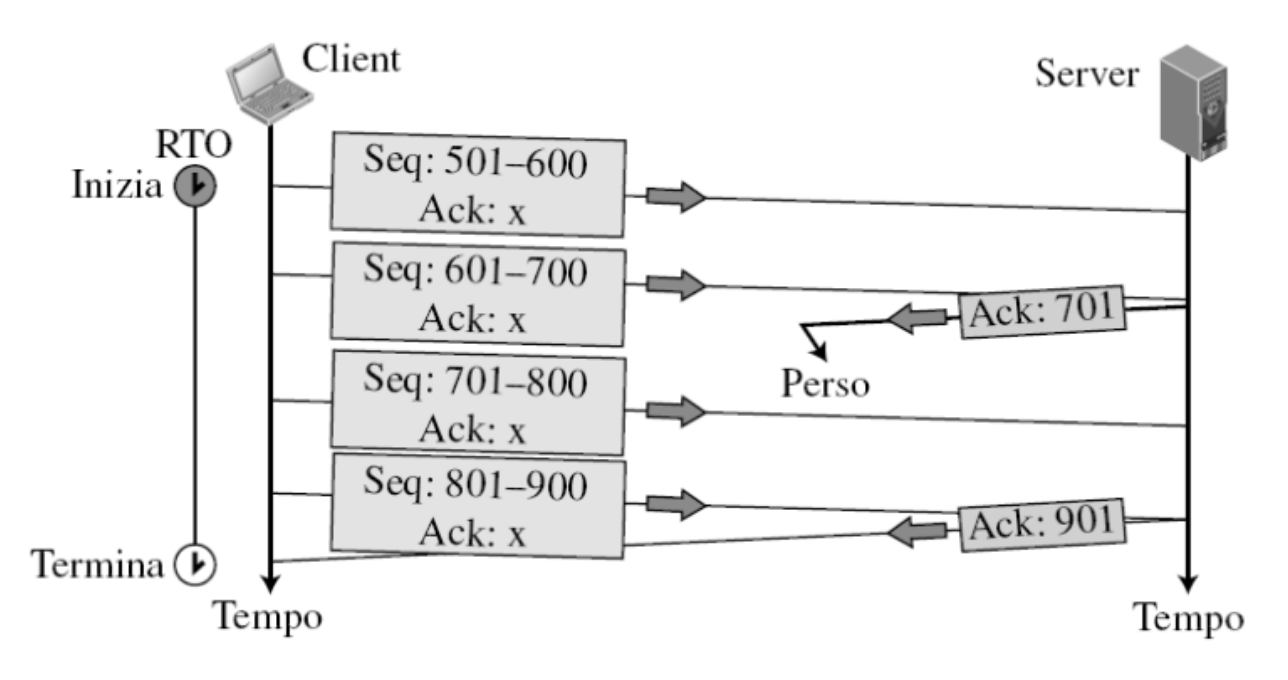 Client
Server
RTO
Inizia
Seq: 501–600
Ack: x
Seq: 601–700
Ack: x
Ack: 701
Perso
Seq: 701–800
Ack: x
Seq: 801–900
Ack: x
Ack: 901
Termina
Tempo
Tempo